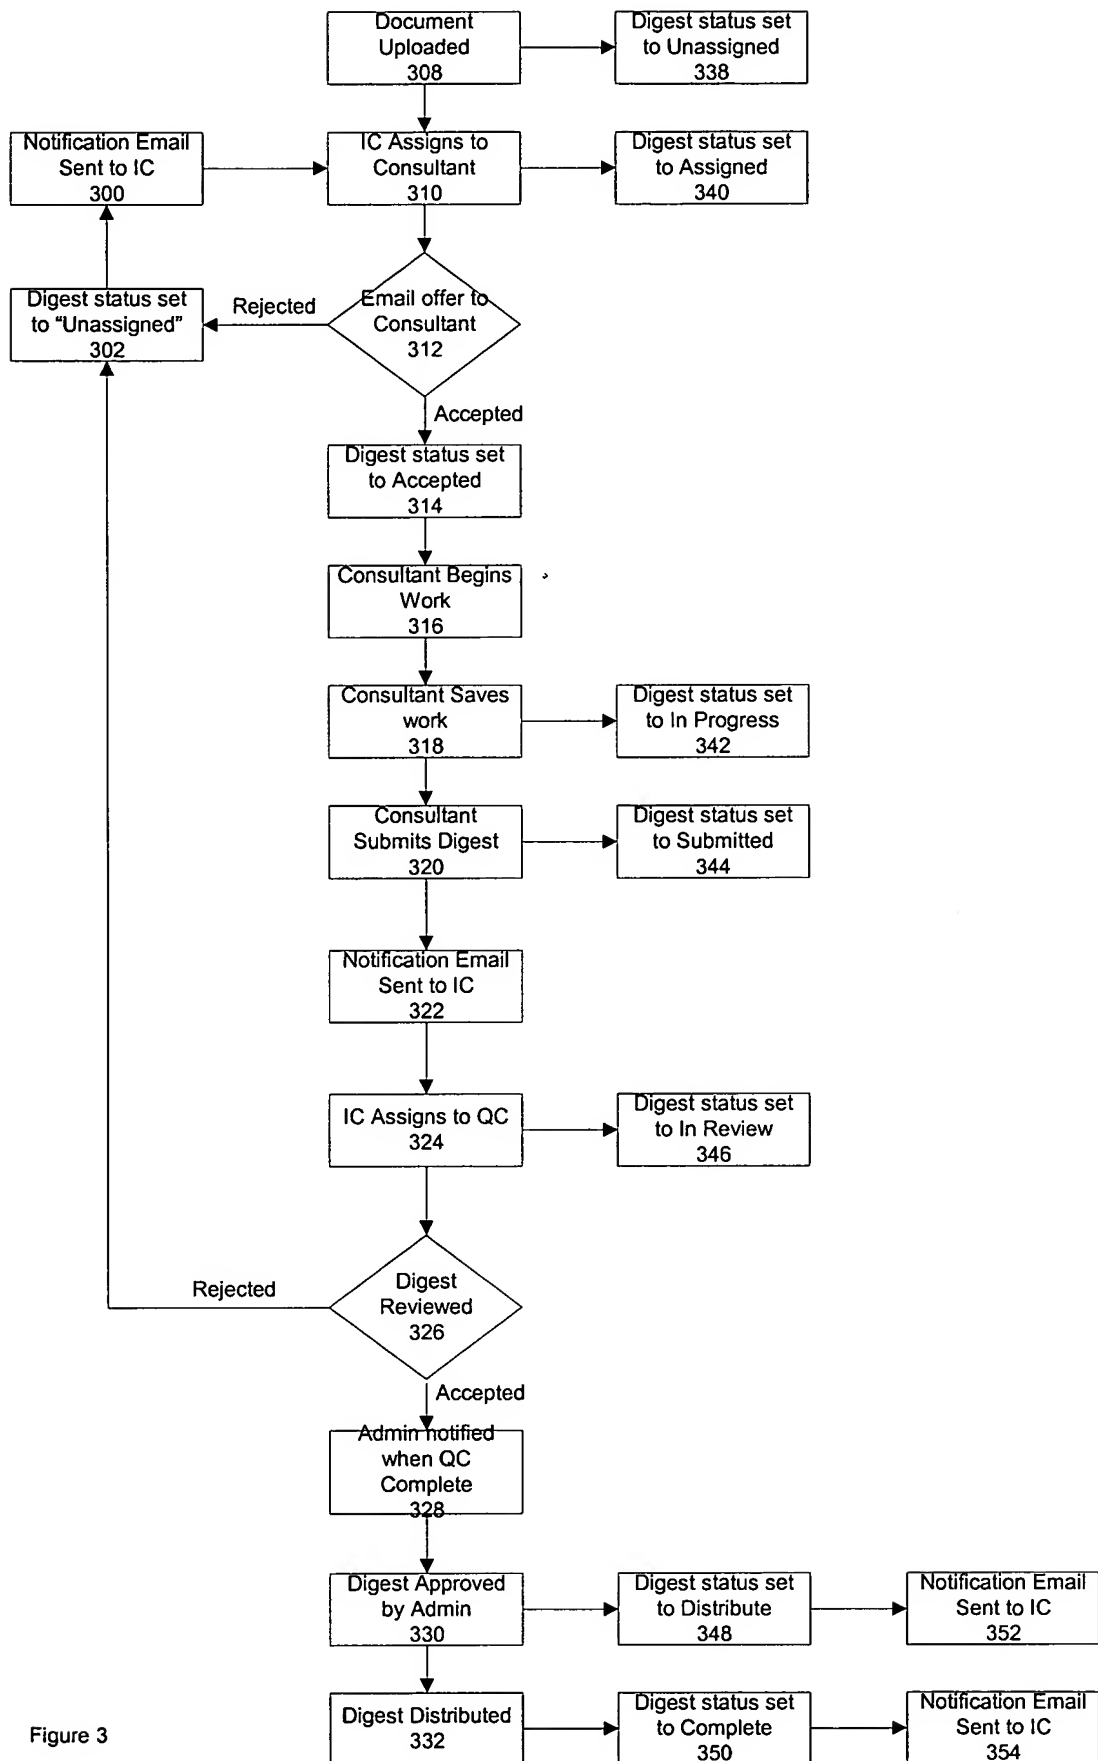 Document
Uploaded
308
Digest status set
to Unassigned
338
Notification Email
Sent to IC
300
IC Assigns to
Consultant
310
Digest status set
to Assigned
340
Digest status set
to "Unassigned"
302
Rejected
Email offer to
Consultant
312
Accepted
Digest status set
to Accepted
314
Consultant Begins
Work
316
Consultant Saves
work
318
Digest status set
to In Progress
342
Consultant
Submits Digest
320
Digest status set
to Submitted
344
Notification Email
Sent to IC
322
IC Assigns to QC
324
Digest status set
to In Review
346
Rejected
Digest
Reviewed
326
Accepted
Admin notified
when QC
Complete
328
Digest Approved
by Admin
330
Digest status set
to Distribute
348
Notification Email
Sent to IC
352
Digest Distributed
332
Digest status set
to Complete
350
Notification Email
Sent to IC
354
Figure 3